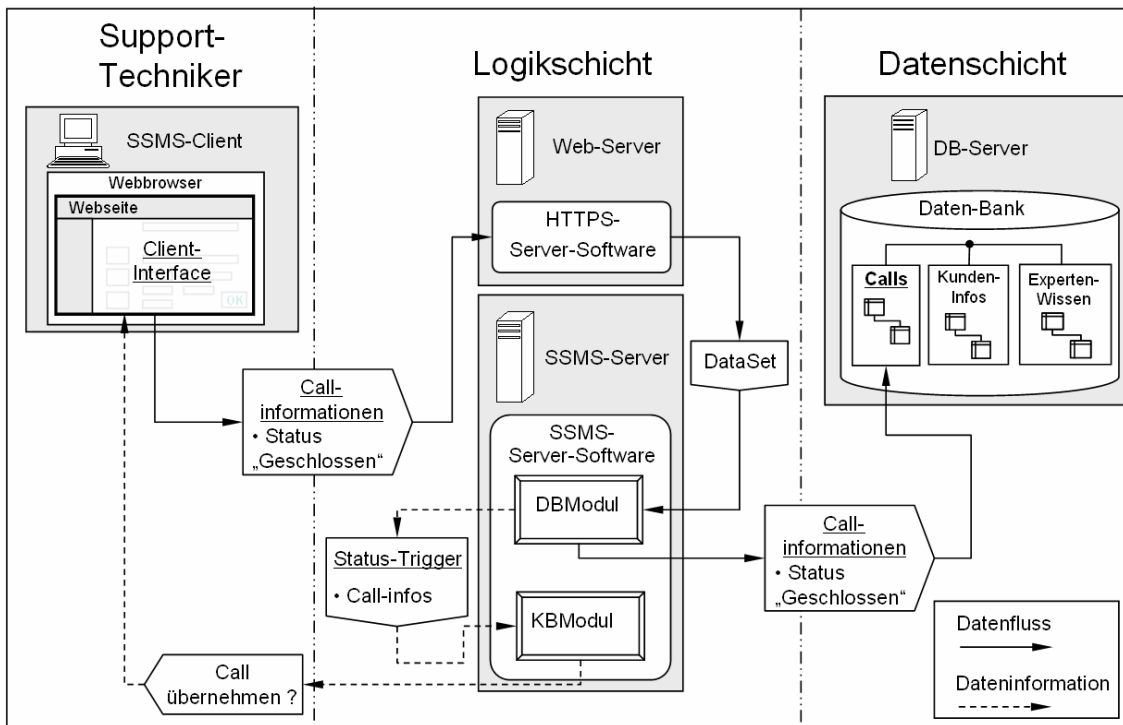 Support-
Techniker
Logikschicht
Datenschicht
SSMS-Client
Webbrowser
Webseite
Client-
Interface
OK
Web-Server
HTTPS-
Server-Software
DB-Server
Daten-Bank
Calls
Kunden-
Infos
Experten-
Wissen
SSMS-Server
DataSet
Call-
informationen
• Status
„Geschlossen“
SSMS-
Server-Software
DBModul
Status-Trigger
• Call-infos
KBModul
Call-
informationen
• Status
„Geschlossen“
Call
übernehmen ?
Datenfluss
Dateninformation